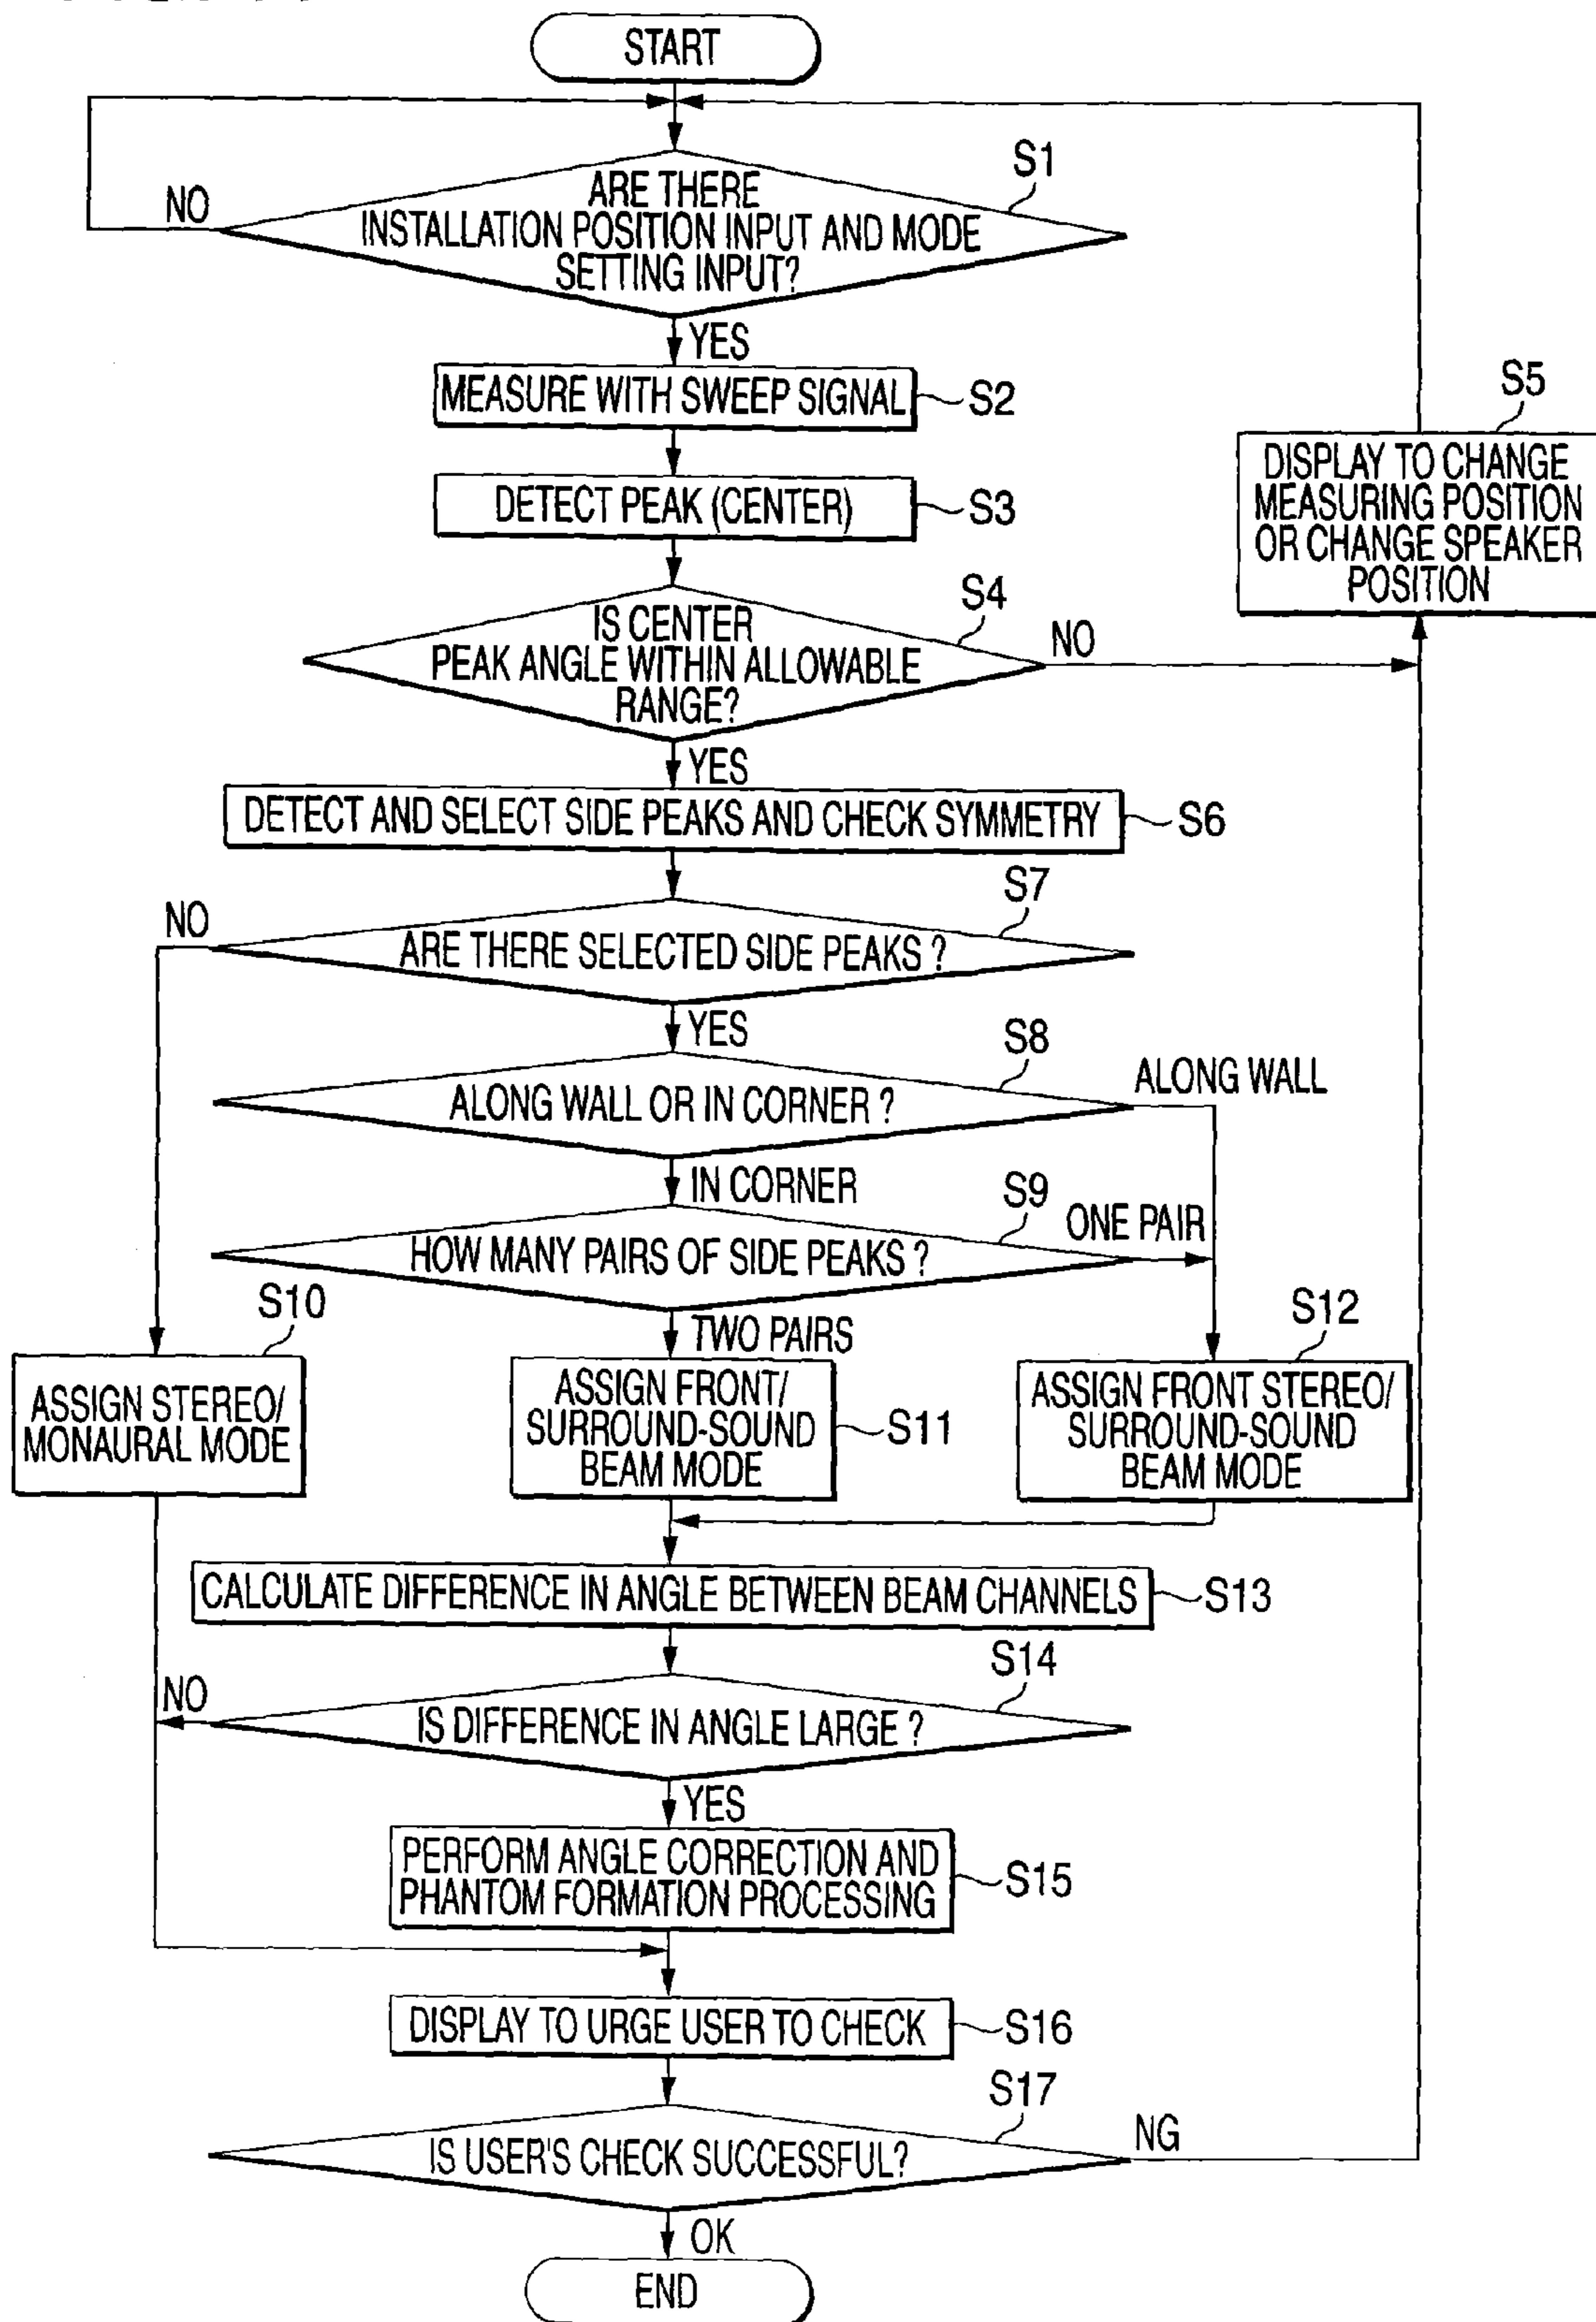 START
S1
ARE THERE
INSTALLATION POSITION INPUT AND MODE
SETTING INPUT?
NO
YES
MEASURE WITH SWEEP SIGNAL
S2
S5
DISPLAY TO CHANGE
MEASURING POSITION
OR CHANGE SPEAKER
POSITION
DETECT PEAK (CENTER)
S3
S4
IS CENTER
PEAK ANGLE WITHIN ALLOWABLE
RANGE?
NO
YES
DETECT AND SELECT SIDE PEAKS AND CHECK SYMMETRY
S6
S7
NO
ARE THERE SELECTED SIDE PEAKS ?
YES
S8
ALONG WALL OR IN CORNER ?
ALONG WALL
IN CORNER
S9
HOW MANY PAIRS OF SIDE PEAKS ?
ONE PAIR
TWO PAIRS
S10
ASSIGN STEREO/
MONAURAL MODE
ASSIGN FRONT/
SURROUND-SOUND
BEAM MODE
S11
S12
ASSIGN FRONT STEREO/
SURROUND-SOUND
BEAM MODE
CALCULATE DIFFERENCE IN ANGLE BETWEEN BEAM CHANNELS
S13
S14
NO
IS DIFFERENCE IN ANGLE LARGE ?
YES
PERFORM ANGLE CORRECTION AND
PHANTOM FORMATION PROCESSING
S15
DISPLAY TO URGE USER TO CHECK
S16
S17
IS USER'S CHECK SUCCESSFUL?
NG
OK
END